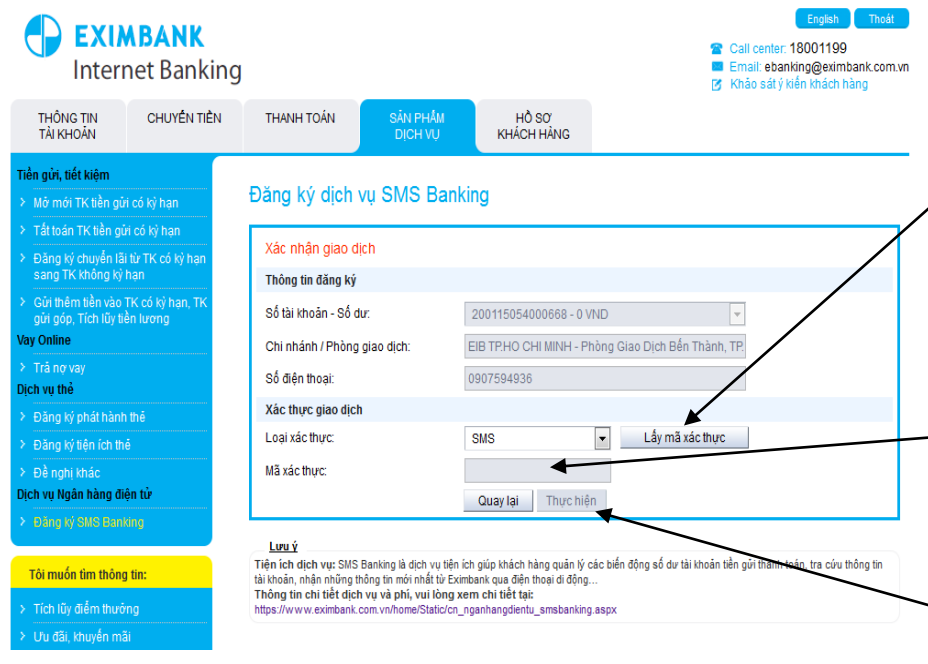 English Thoát
EXIMBANK
Internet Banking
Call center: 18001199
Email: ebanking@eximbank.com.vn
Khảo sát ý kiến khách hàng
THÔNG TIN
TÀI KHOẢN
CHUYỂN TIỀN
THANH TOÁN
SẢN PHẨM
DỊCH VỤ
HỒ SƠ
KHÁCH HÀNG
Tiền gửi, tiết kiệm
Mở mới TK tiền gửi có kỳ hạn
Tất toán TK tiền gửi có kỳ hạn
Đăng ký chuyển lãi từ TK có kỳ hạn
sang TK không kỳ
hạn
Gửi thêm tiền vào TK có kỳ hạn, TK
gửi góp, Tích lũy tiền lương
Vay Online
Trả nợ vay
Dịch vụ thẻ
Đăng ký phát hành thẻ
Đăng ký tiện ích thẻ
Đề nghị khác
Dịch vụ Ngân hàng điện tử
Đăng ký SMS Banking
Tôi muốn tìm thông tin:
Tích lũy điểm thưởng
Ưu đãi, khuyến mãi
Đăng ký dịch vụ SMS Banking
Xác nhận giao dịch
Thông tin đăng ký
Số tài khoản - Số dư: 200115054000668 - 0 VND
Chi nhánh / Phòng giao dịch: EIB TP.HO CHI MINH - Phòng Giao Dịch Bến Thành, TP.
Số điện thoại: 0907594936
Xác thực giao dịch
Loại xác thực: SMS Lấy mã xác thực
Mã xác thực:
Quay lại Thực hiện
Lưu ý
Tiện ích dịch vụ: SMS Banking là dịch vụ tiện ích giúp khách hàng quản lý các biến động số dư tài khoản tiền gửi thanh toán, tra cứu thông tin
tài khoản, nhận những thông tin mới nhất từ Eximbank qua điện thoại di động...
Thông tin chi tiết dịch vụ và phí, vui lòng xem chi tiết tại:
https://www.eximbank.com.vn/home/Static/cn_nganhangdientu_smsbanking.aspx